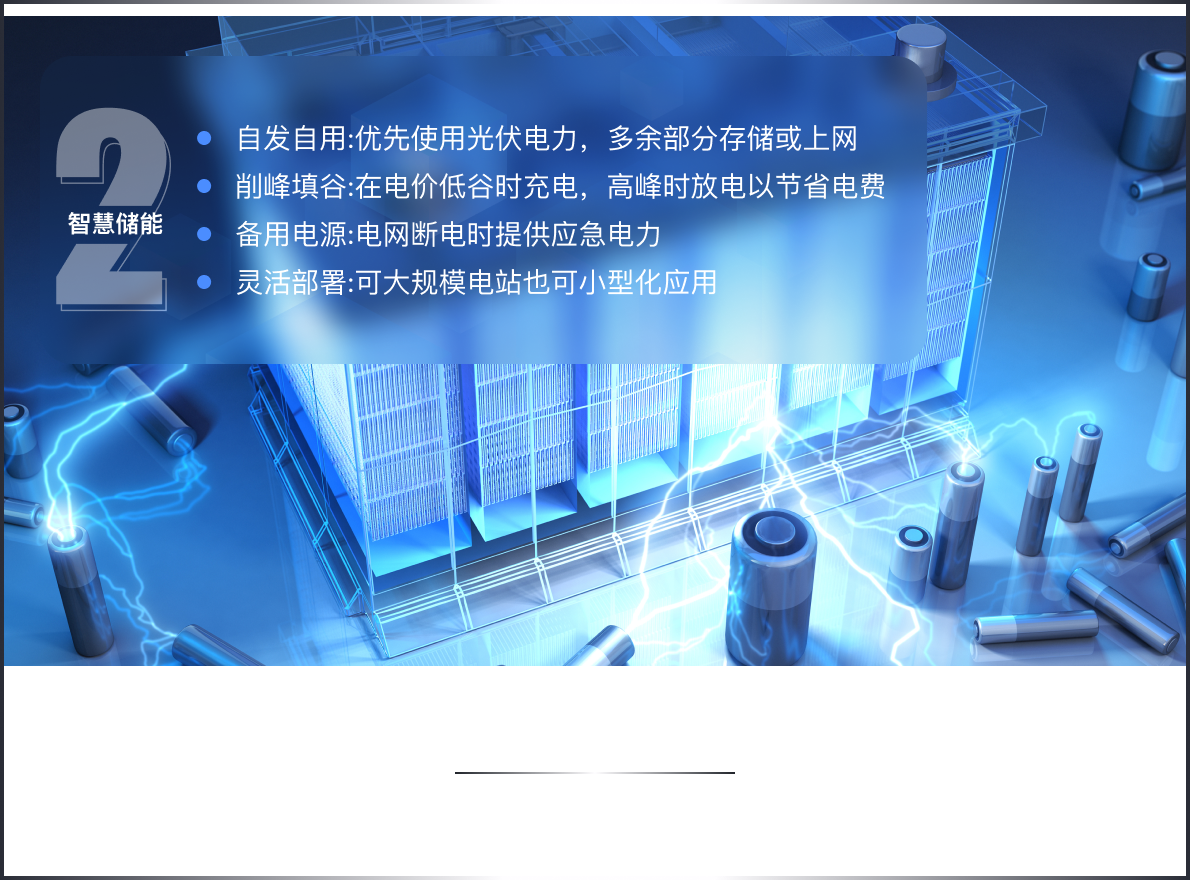 2
智慧储能
自发自用:优先使用光伏电力，多余部分存储或上网
削峰填谷:在电价低谷时充电，高峰时放电以节省电费
备用电源:电网断电时提供应急电力
灵活部署:可大规模电站也可小型化应用